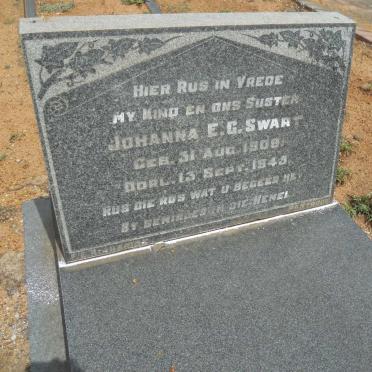 HIER RUS IN VREDE
MY KIND EN ONS SUSTER
JOHANNA E.G. SWART
GEB. 31 AUG. 1908
OORL. 13 SEPT. 1943
RUS DIE RUS WAT U BEGEER HET
BY DIE HEMEL